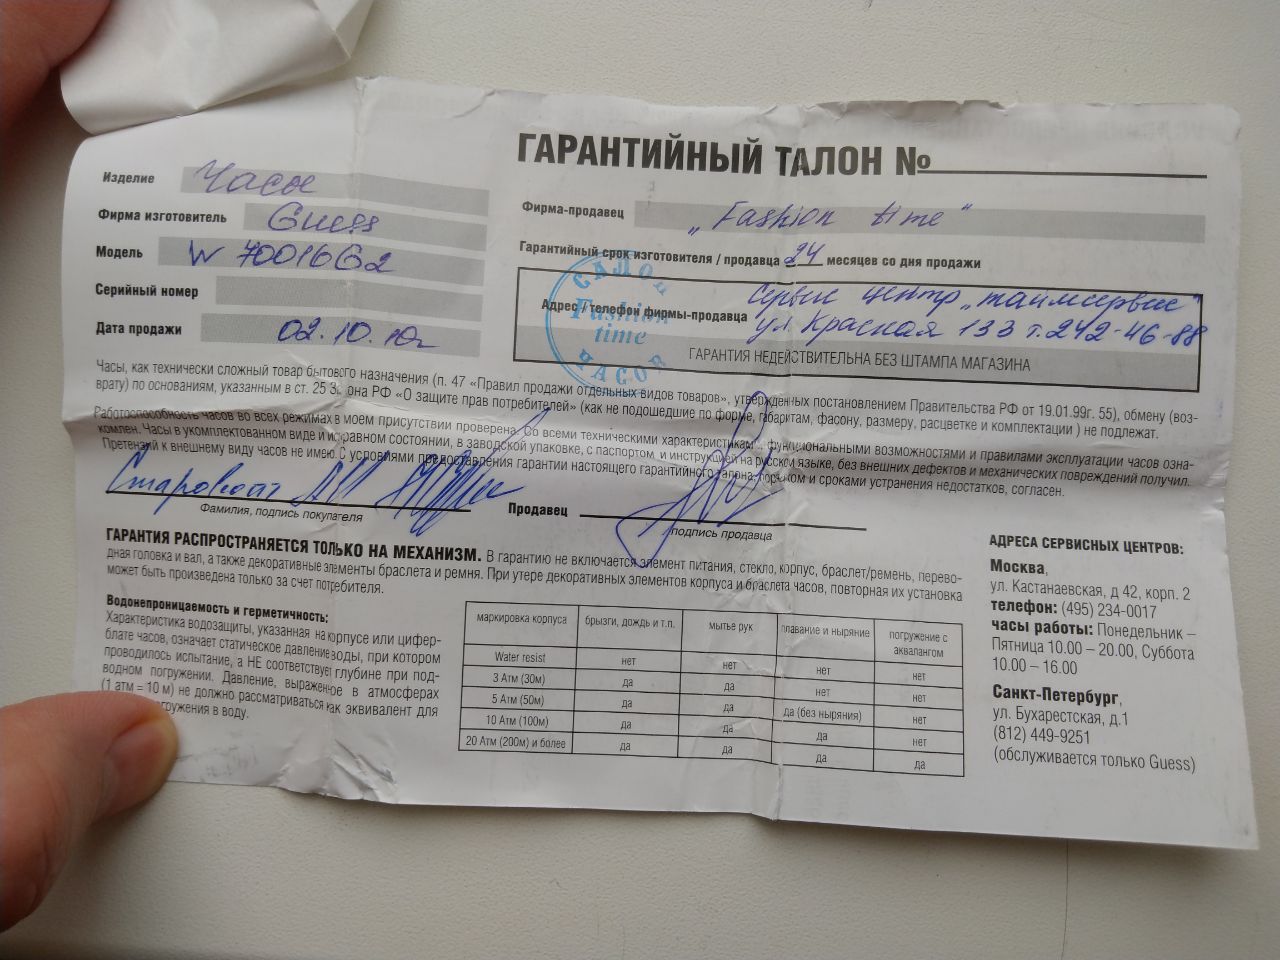 ГАРАНТИЙНЫЙ ТАЛОН №
Изделие Часы
Фирма изготовитель Guess
Модель W 70016G2
Серийный номер
Дата продажи 02.10.10г
Фирма-продавец „Fashion time"
Гарантийный срок изготовителя / продавца 24 месяцев со дня продажи
Адрес / телефон фирмы-продавца Сервис центр „таймсервис"
ул. Красная 133 т. 242-46-88
ГАРАНТИЯ НЕДЕЙСТВИТЕЛЬНА БЕЗ ШТАМПА МАГАЗИНА
САЛОН
Fashion
time
ЧАСОВ
Часы, как технически сложный товар бытового назначения (п. 47 «Правил продажи отдельных видов товаров», утвержденных постановлением Правительства РФ от 19.01.99г. 55), обмену (воз-
врату) по основаниям, указанным в ст. 25 Закона РФ «О защите прав потребителей» (как не подошедшие по форме, габаритам, фасону, размеру, расцветке и комплектации ) не подлежат.
Работоспособность часов во всех режимах в моем присутствии проверена. Со всеми техническими характеристиками, функциональными возможностями и правилами эксплуатации часов озна-
комлен. Часы в укомплектованном виде и исправном состоянии, в заводской упаковке, с паспортом и инструкцией на русском языке, без внешних дефектов и механических повреждений получил.
Претензий к внешнему виду часов не имею. С условиями предоставления гарантии настоящего гарантийного талона, порядком и сроками устранения недостатков, согласен.
Фамилия, подпись покупателя
Продавец
подпись продавца
ГАРАНТИЯ РАСПРОСТРАНЯЕТСЯ ТОЛЬКО НА МЕХАНИЗМ. В гарантию не включается элемент питания, стекло, корпус, браслет/ремень, перево-
дная головка и вал, а также декоративные элементы браслета и ремня. При утере декоративных элементов корпуса и браслета часов, повторная их установка
может быть произведена только за счет потребителя.
Водонепроницаемость и герметичность:
Характеристика водозащиты, указанная на корпусе или цифер-
блате часов, означает статическое давление воды, при котором
проводилось испытание, а НЕ соответствует глубине при под-
водном погружении. Давление, выраженное в атмосферах
(1 атм = 10 м) не должно рассматриваться как эквивалент для
погружения в воду.
маркировка корпуса брызги, дождь и т.п. мытье рук плавание и ныряние погружение с аквалангом
Water resist нет нет нет нет
3 Атм (30м) да да нет нет
5 Атм (50м) да да да (без ныряния) нет
10 Атм (100м) да да да нет
20 Атм (200м) и более да да да да
АДРЕСА СЕРВИСНЫХ ЦЕНТРОВ:
Москва,
ул. Кастанаевская, д 42, корп. 2
телефон: (495) 234-0017
часы работы: Понедельник –
Пятница 10.00 – 20.00, Суббота
10.00 – 16.00
Санкт-Петербург,
ул. Бухарестская, д.1
(812) 449-9251
(обслуживается только Guess)